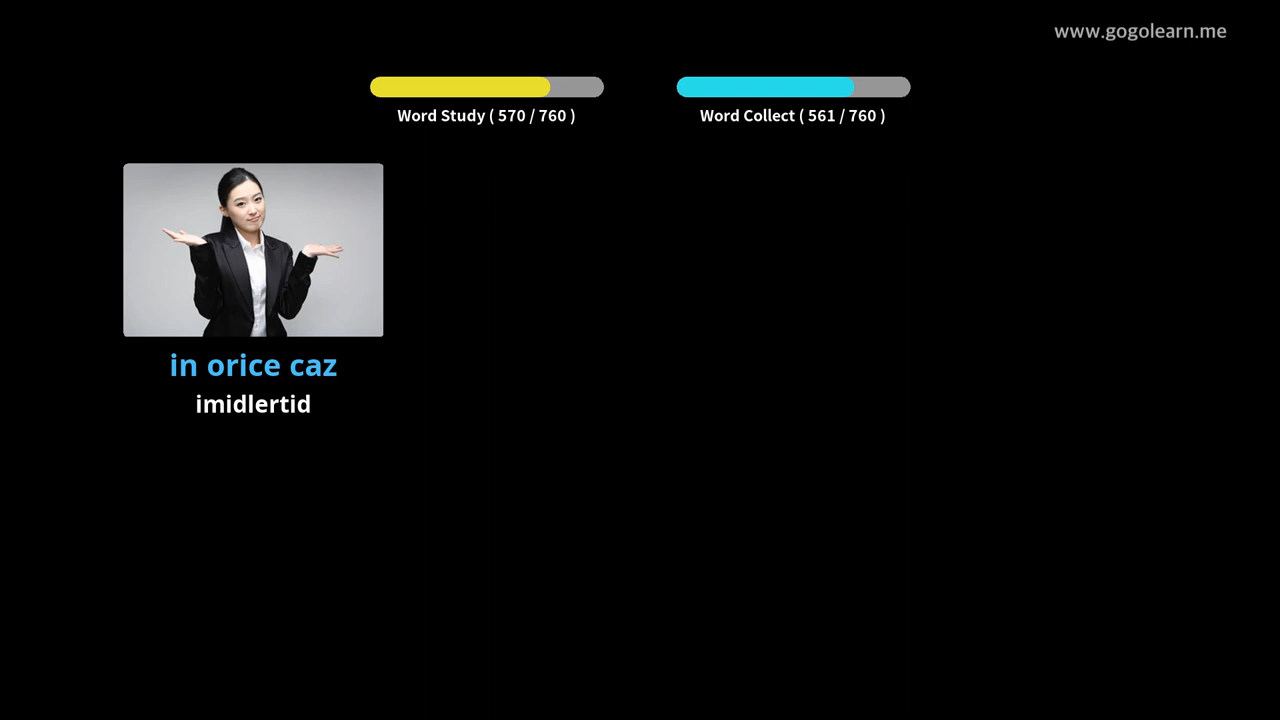 www.gogolearn.me
Word Study ( 570 / 760 )
Word Collect ( 561 / 760 )
in orice caz
imidlertid